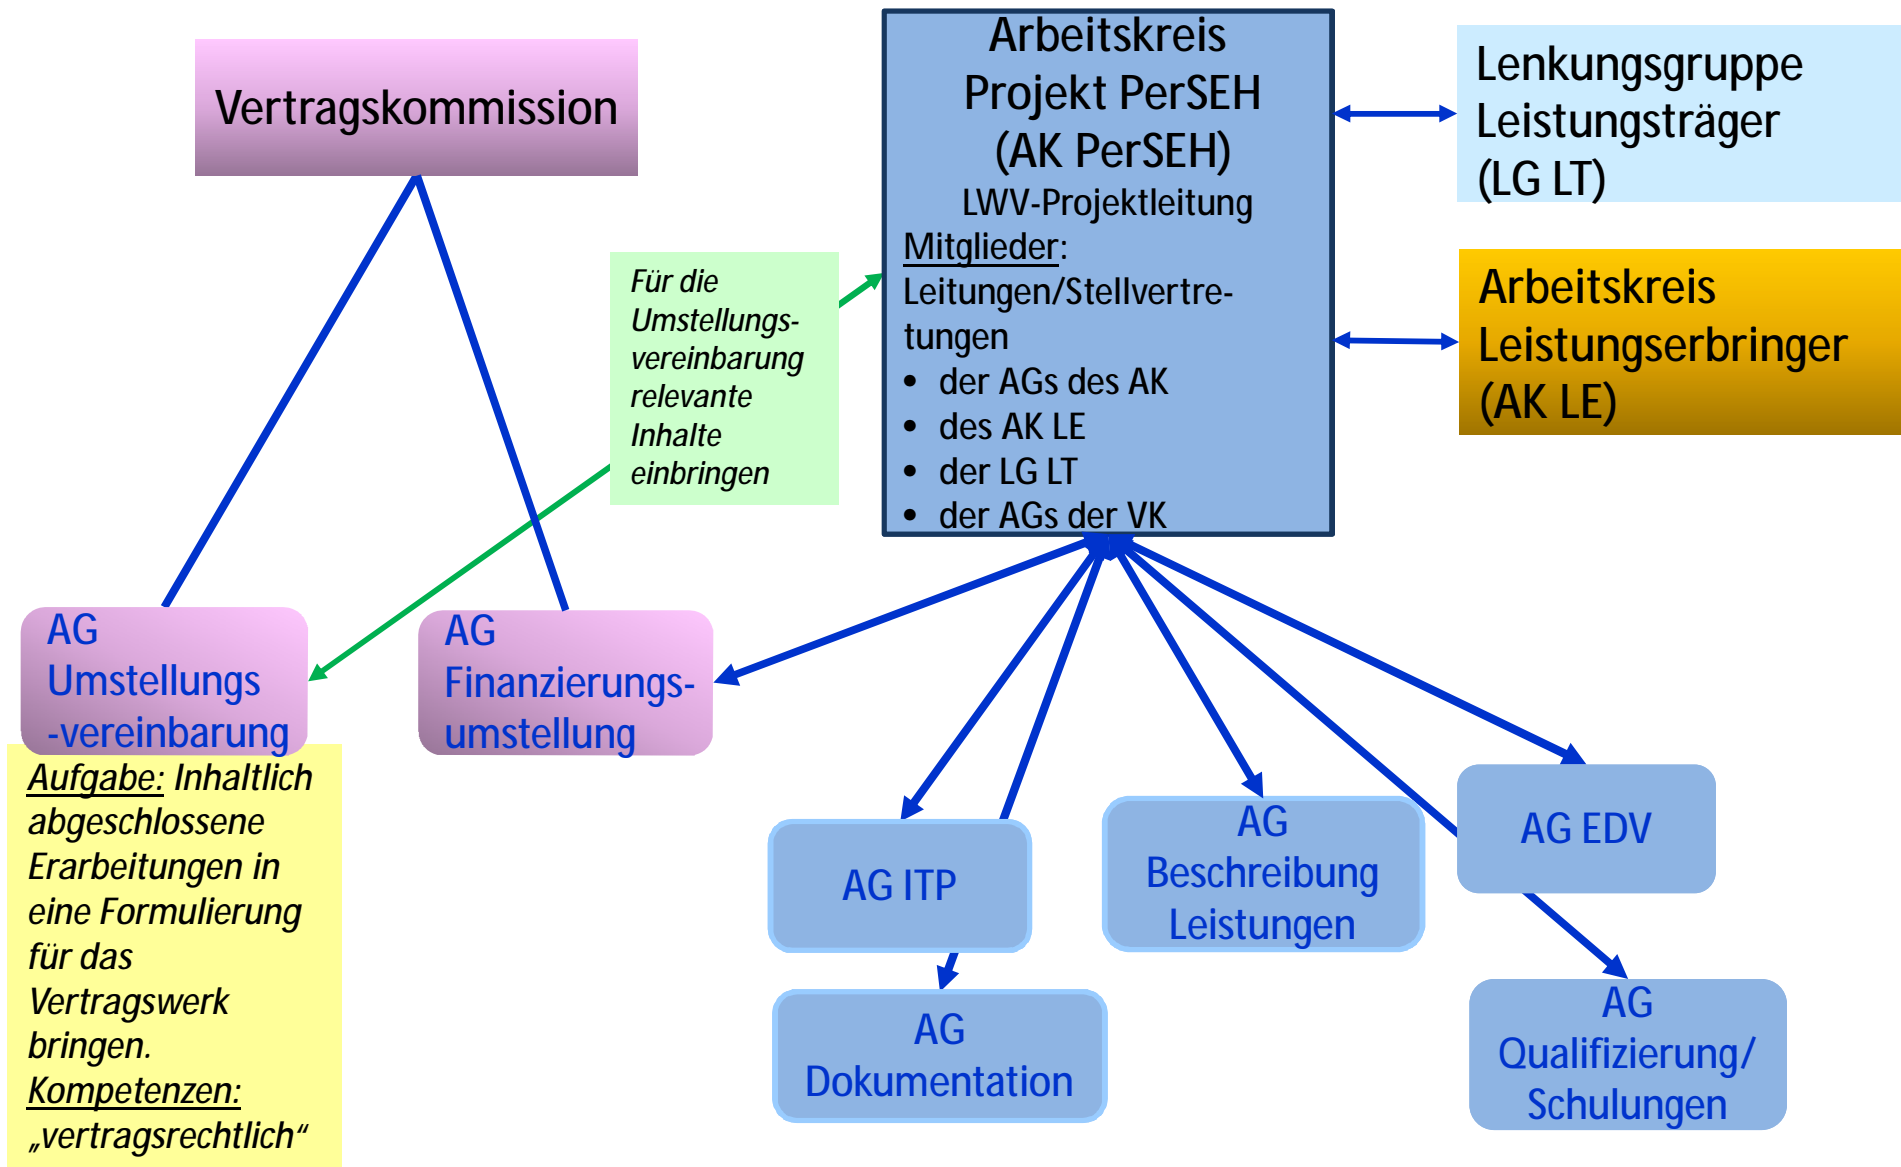 Vertragskommission
Arbeitskreis
Projekt PerSEH
(AK PerSEH)
LWV-Projektleitung
Mitglieder:
Leitungen/Stellvertre-
tungen
• der AGs des AK
• des AK LE
• der LG LT
• der AGs der VK
Lenkungsgruppe
Leistungsträger
(LG LT)
Arbeitskreis
Leistungserbringer
(AK LE)
Für die
Umstellungs-
vereinbarung
relevante
Inhalte
einbringen
AG
Umstellungs
-vereinbarung
AG
Finanzierungs-
umstellung
Aufgabe: Inhaltlich
abgeschlossene
Erarbeitungen in
eine Formulierung
für das
Vertragswerk
bringen.
Kompetenzen:
„vertragsrechtlich“
AG ITP
AG
Beschreibung
Leistungen
AG EDV
AG
Dokumentation
AG
Qualifizierung/
Schulungen